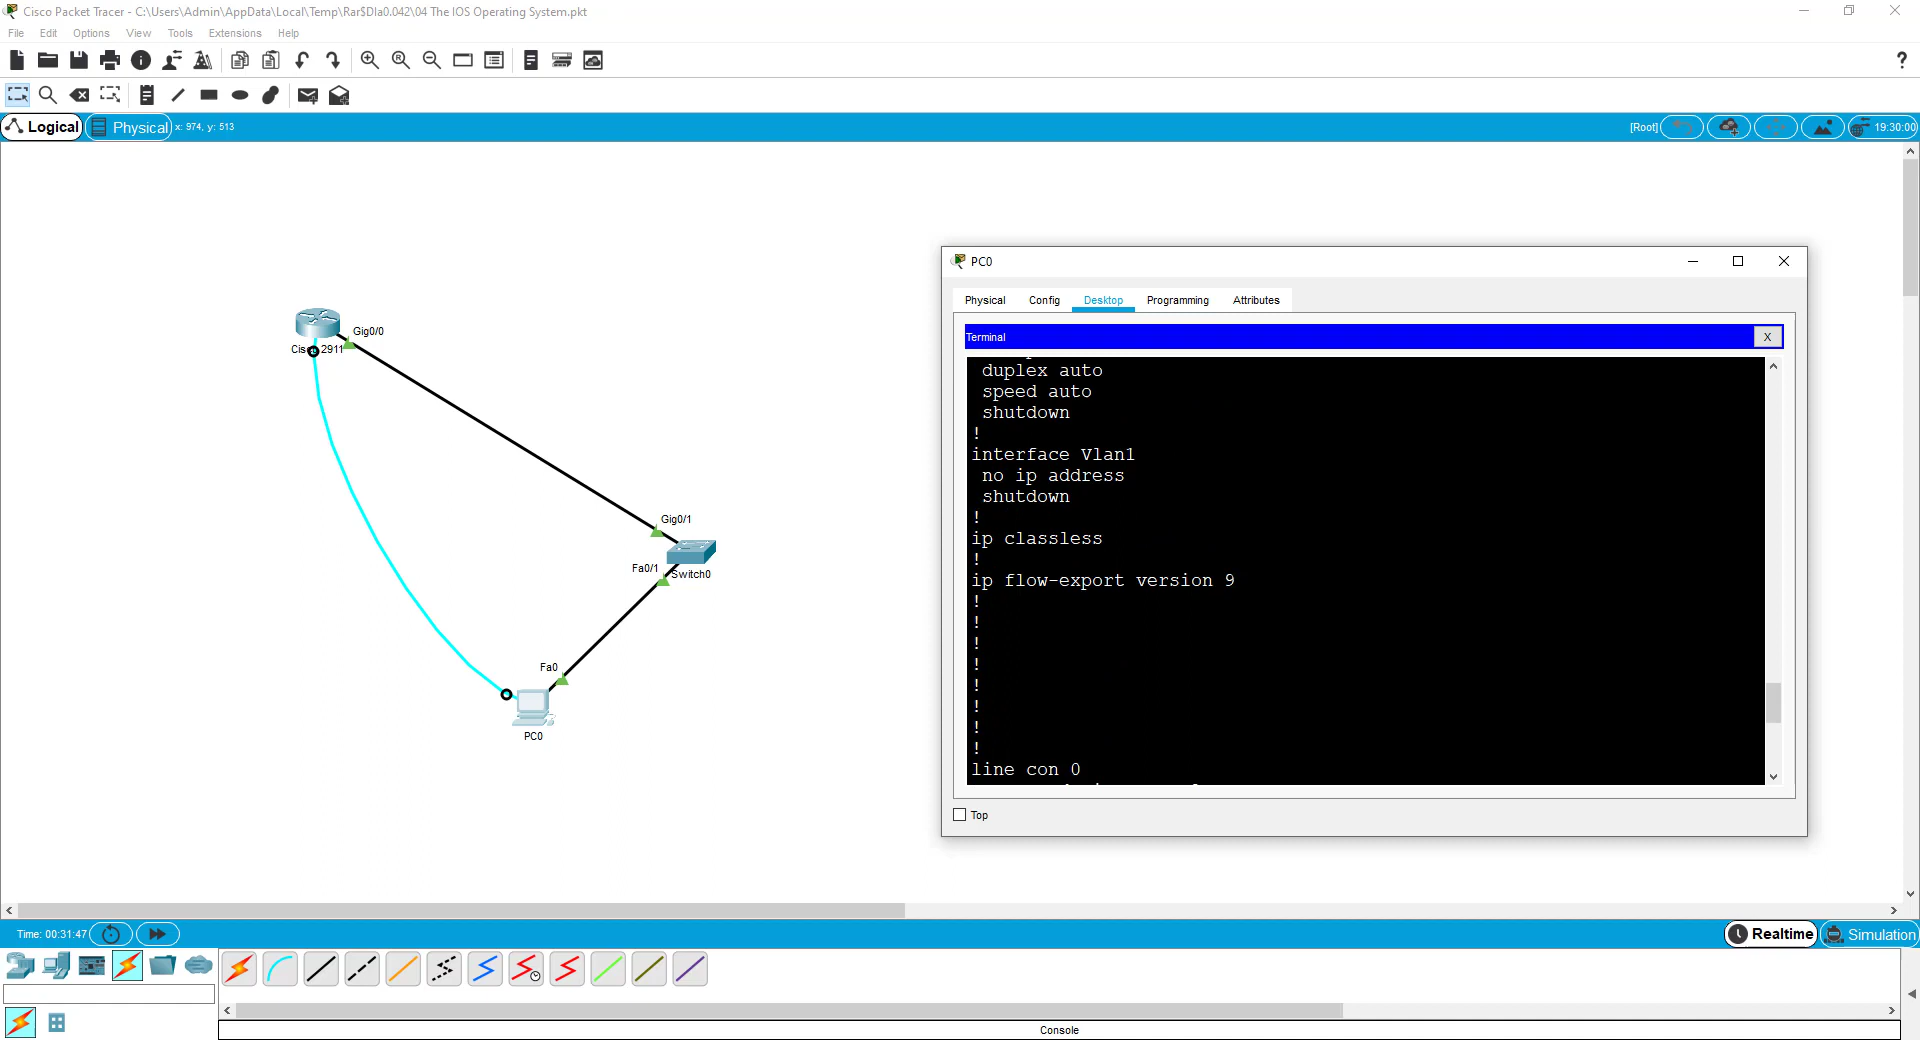 Cisco Packet Tracer - C:\Users\Admin\AppData\Local\Temp\Rar$DIa0.042\04 The IOS Operating System.pkt
File Edit Options View Tools Extensions Help
?
Logical Physical x: 974, y: 513 [Root] 19:30:00
PC0
Physical Config Desktop Programming Attributes
Terminal X
duplex auto
speed auto
shutdown
!
interface Vlan1
no ip address
shutdown
!
ip classless
!
ip flow-export version 9
!
!
!
!
!
!
!
!
line con 0
Top
Gig0/0
2911
Gig0/1
Fa0/1
Switch0
Fa0
PC0
Time: 00:31:47 Realtime Simulation
Console